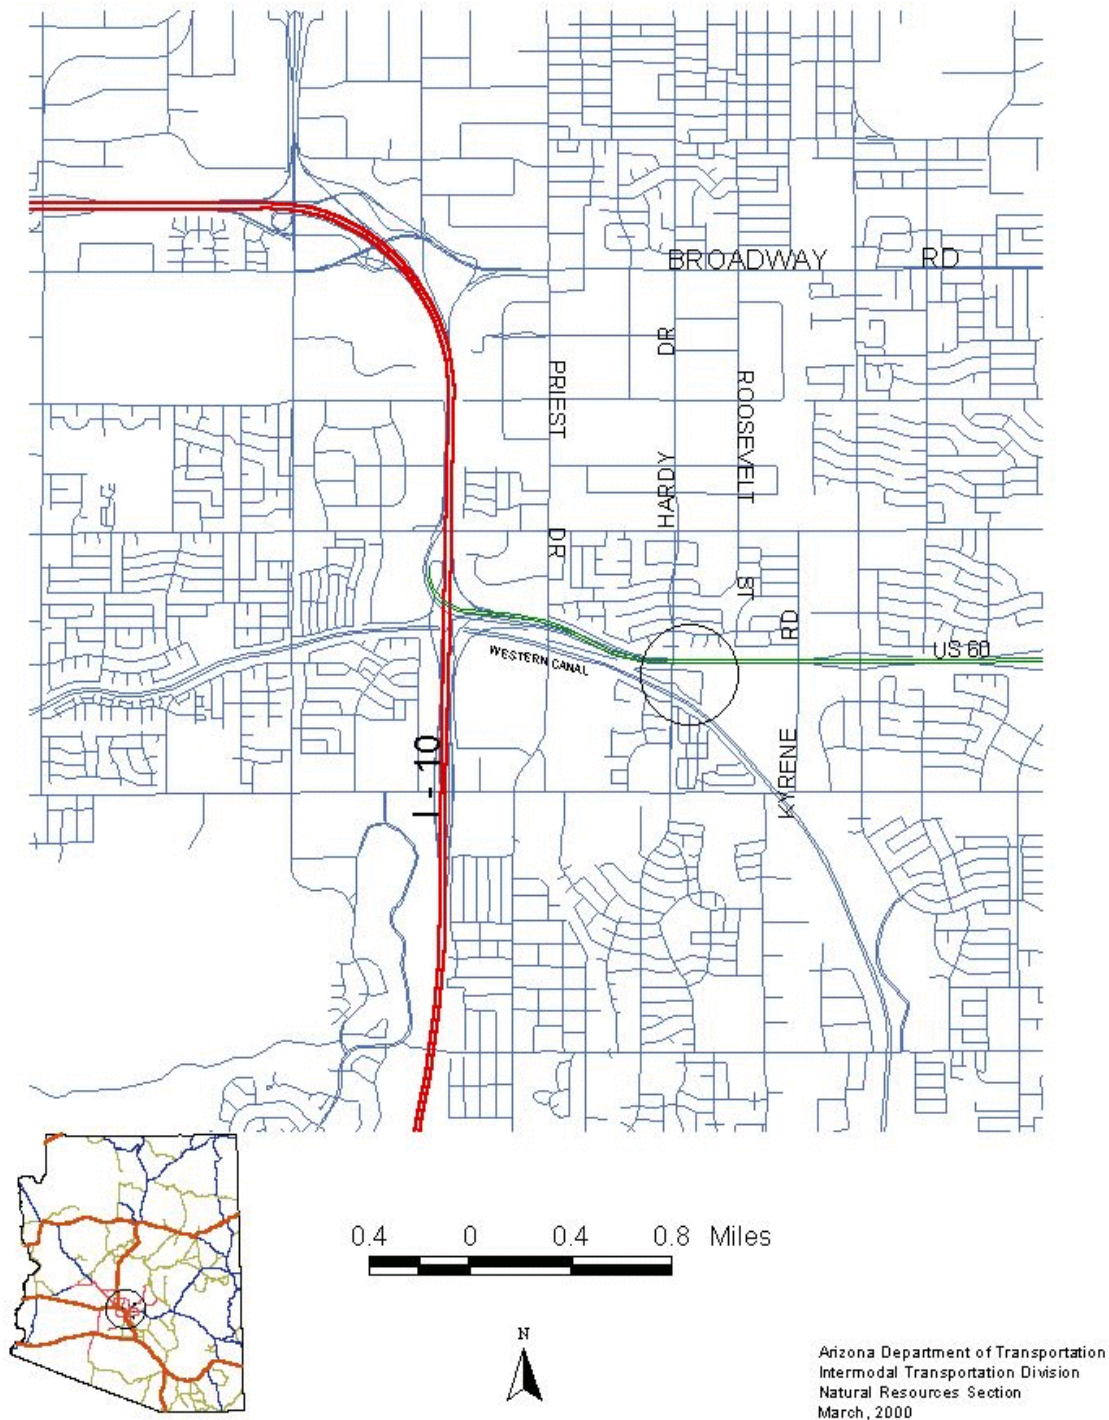 BROADWAY RD
DR
PRIEST
ROOSEVELT
HARDY
DR
ST
RD
US 60
WESTERN CANAL
I-10
KYRENE
0.4 0 0.4 0.8 Miles
N
Arizona Department of Transportation
Intermodal Transportation Division
Natural Resources Section
March, 2000